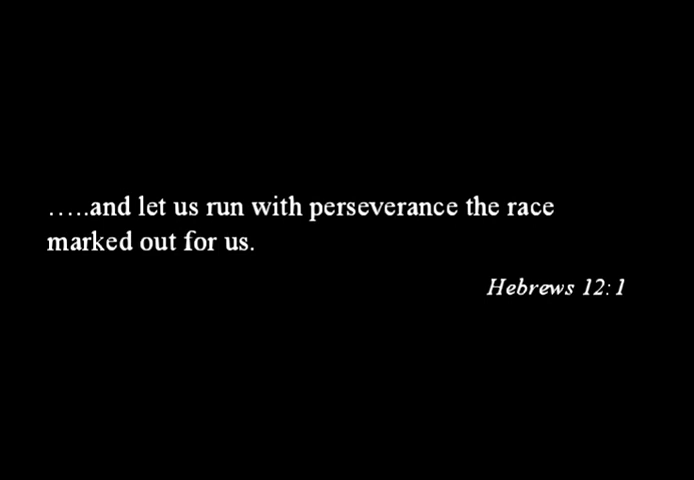 .....and let us run with perseverance the race
marked out for us.
Hebrews 12:1